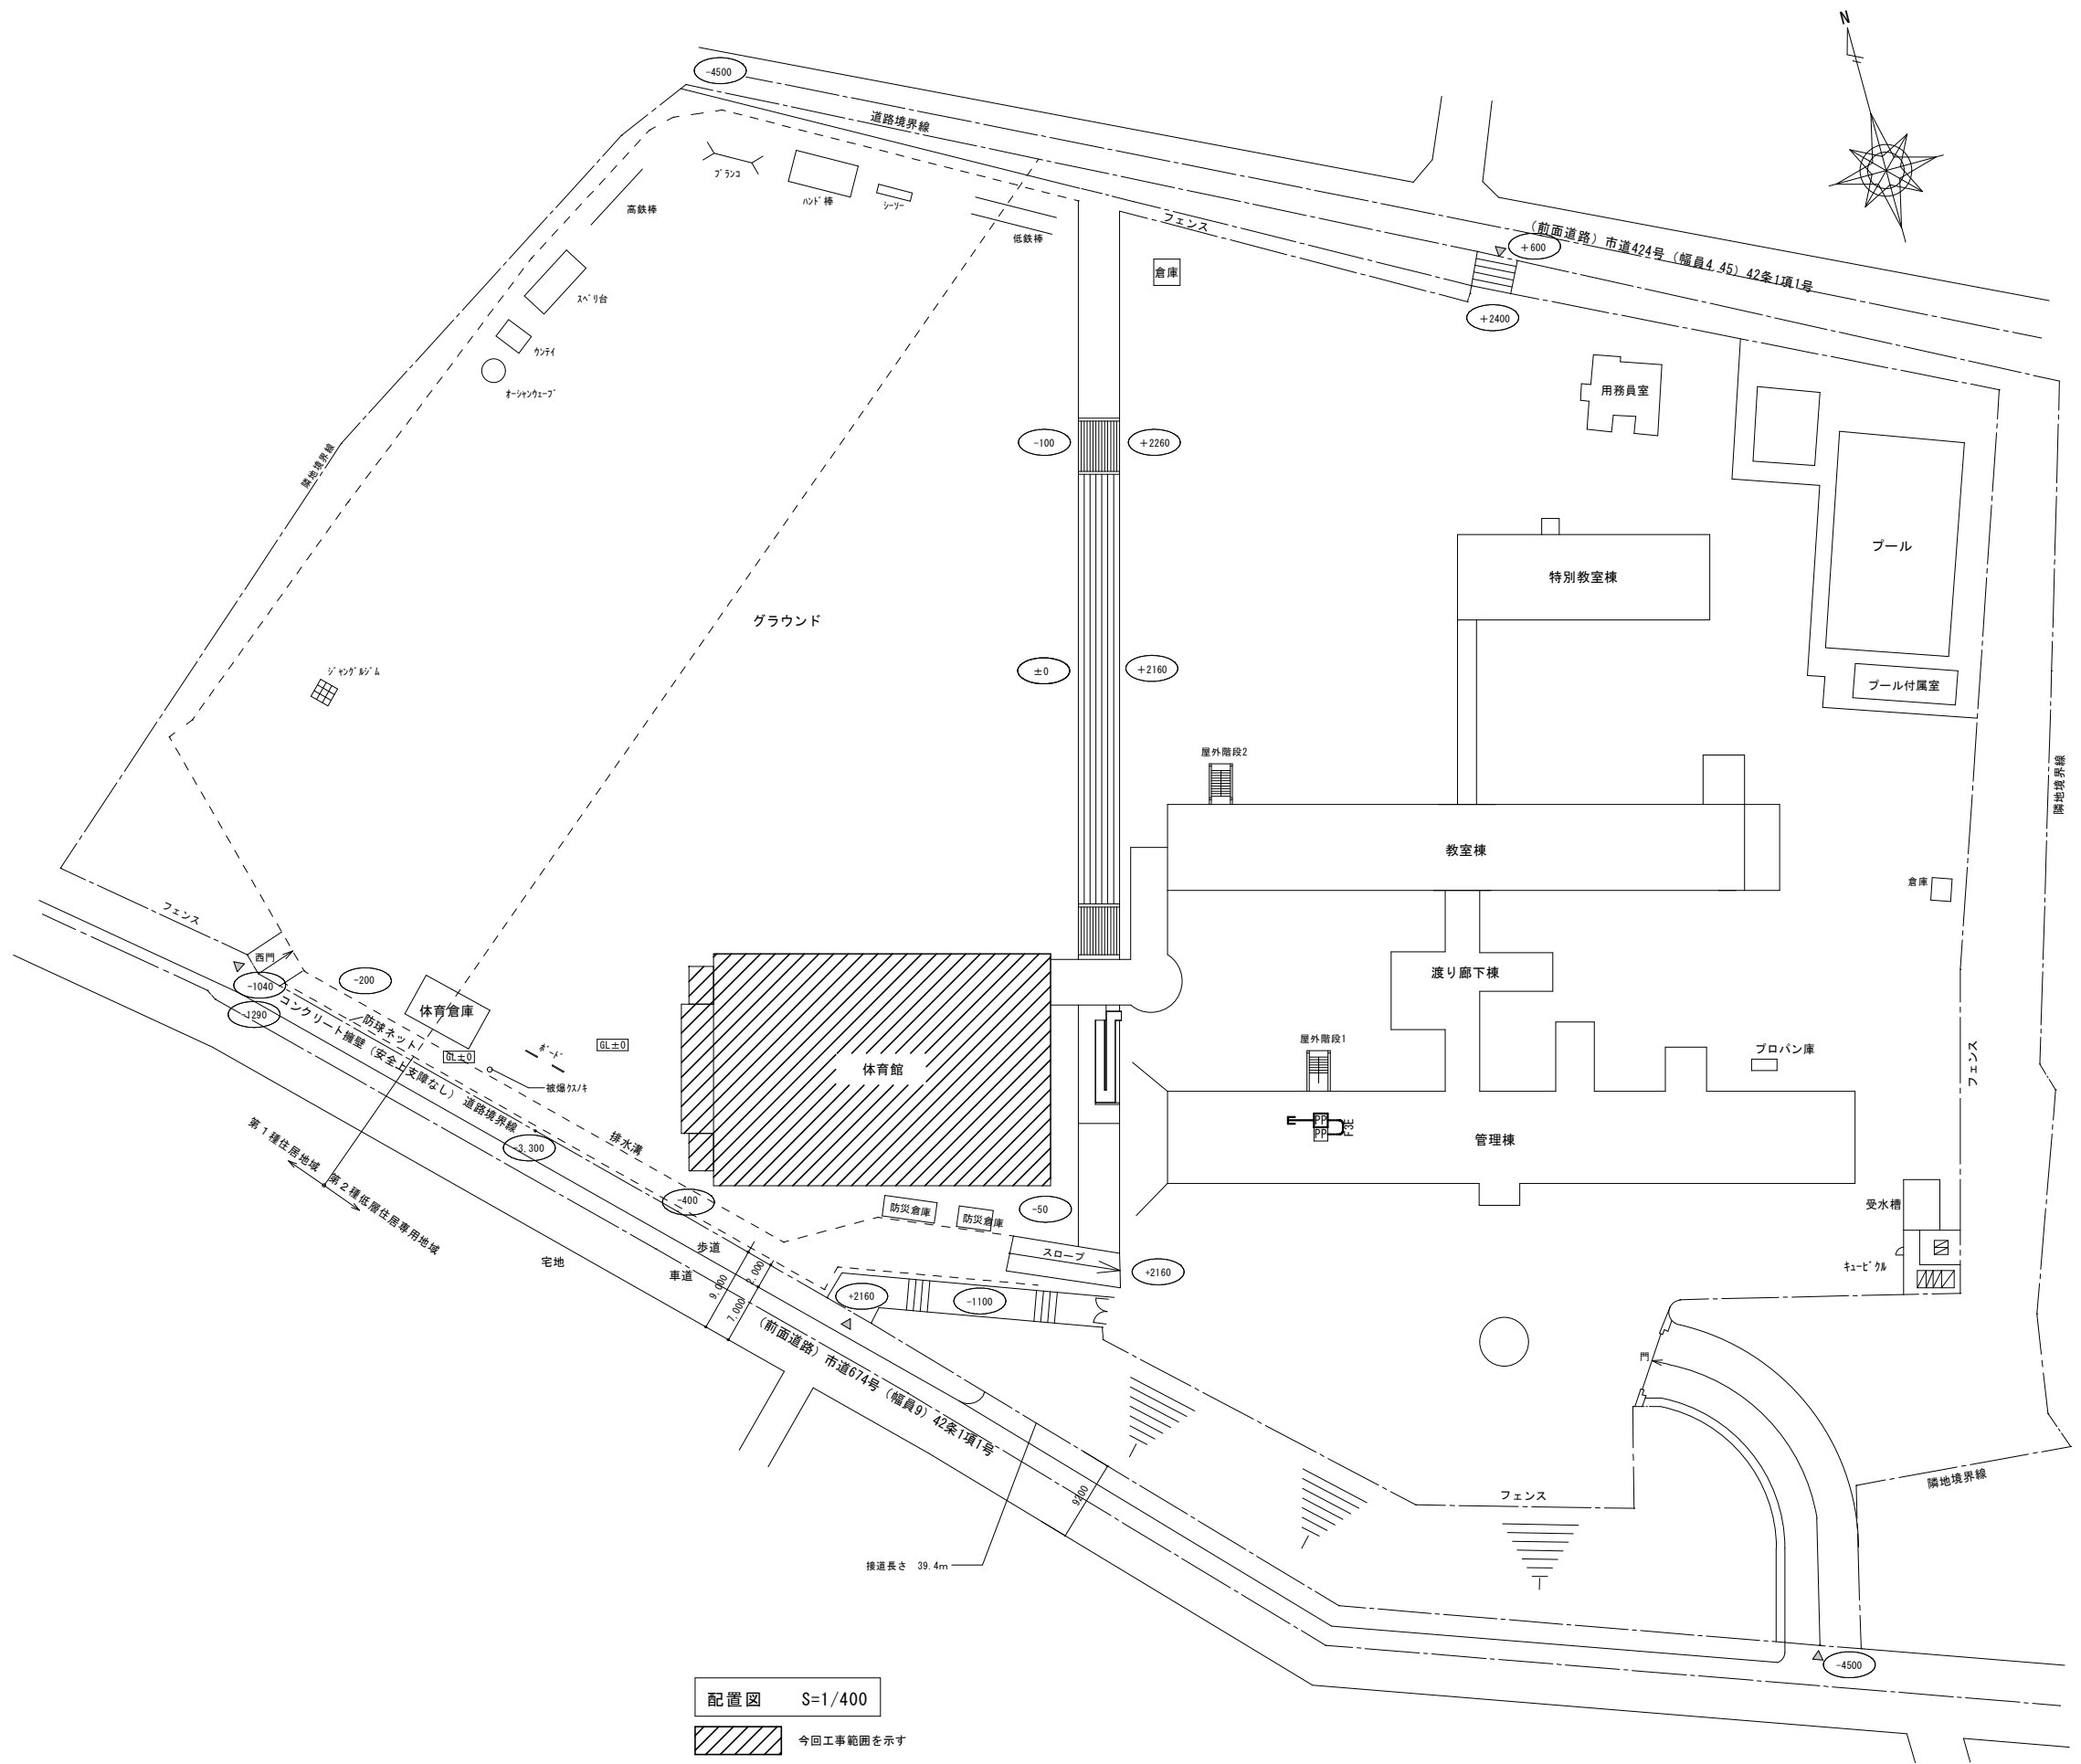 N
-4500
道路境界線
ブランコ
ハンド棒
シーソー
高鉄棒
低鉄棒
フェンス
(前面道路) 市道424号 (幅員4.45) 42条1項1号
+600
倉庫
スベリ台
+2400
ウンテイ
オーシャンウェーブ
用務員室
隣地境界線
-100
+2260
プール
特別教室棟
グラウンド
±0
+2160
ジャングルジム
プール付属室
屋外階段2
隣地境界線
教室棟
倉庫
フェンス
西門
-200
渡り廊下棟
-1040
-1290
体育倉庫
コンクリート擁壁 (安全上支障なし)
防球ネット
GL±0
ボード
GL±0
屋外階段1
プロパン庫
フェンス
体育館
被爆クスノキ
道路境界線
PP
PP
F3E
管理棟
第1種住居地域
第2種低層住居専用地域
-3,300
排水溝
-400
防災倉庫
防災倉庫
-50
受水槽
歩道
スロープ
宅地
車道
+2160
キュービクル
9.000
2.000
7.000
+2160
-1100
(前面道路) 市道674号 (幅員9) 42条1項1号
門
9200
フェンス
隣地境界線
接道長さ 39.4m
-4500
配置図 S=1/400
今回工事範囲を示す